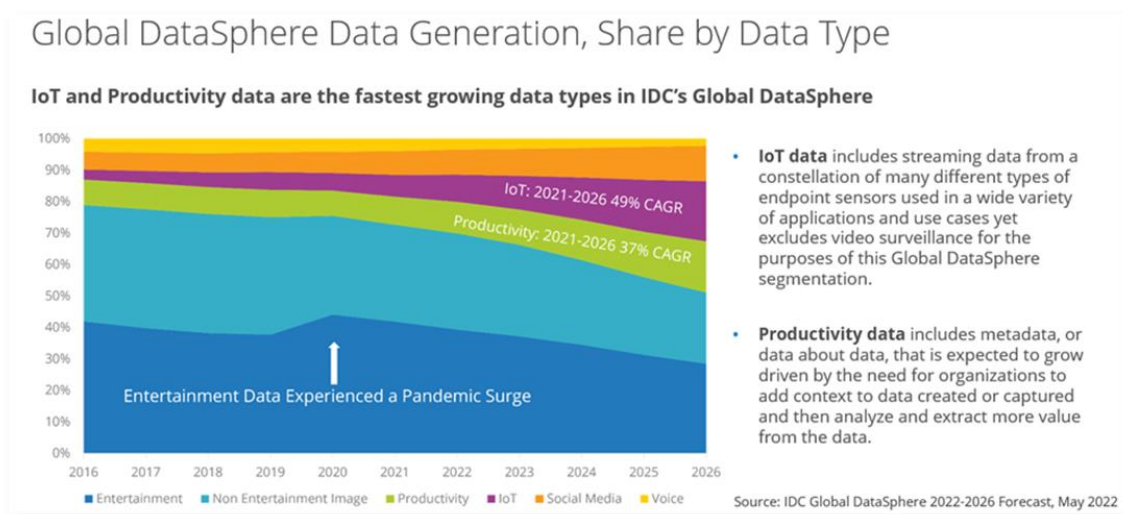 Global DataSphere Data Generation, Share by Data Type
IoT and Productivity data are the fastest growing data types in IDC’s Global DataSphere
100%
90%
80%
70%
60%
50%
40%
30%
20%
10%
0%
IoT: 2021-2026 49% CAGR
Productivity: 2021-2026 37% CAGR
Entertainment Data Experienced a Pandemic Surge
2016 2017 2018 2019 2020 2021 2022 2023 2024 2025 2026
Entertainment Non Entertainment Image Productivity IoT Social Media Voice
• IoT data includes streaming data from a
constellation of many different types of
endpoint sensors used in a wide variety
of applications and use cases yet
excludes video surveillance for the
purposes of this Global DataSphere
segmentation.
• Productivity data includes metadata, or
data about data, that is expected to grow
driven by the need for organizations to
add context to data created or captured
and then analyze and extract more value
from the data.
Source: IDC Global DataSphere 2022-2026 Forecast, May 2022